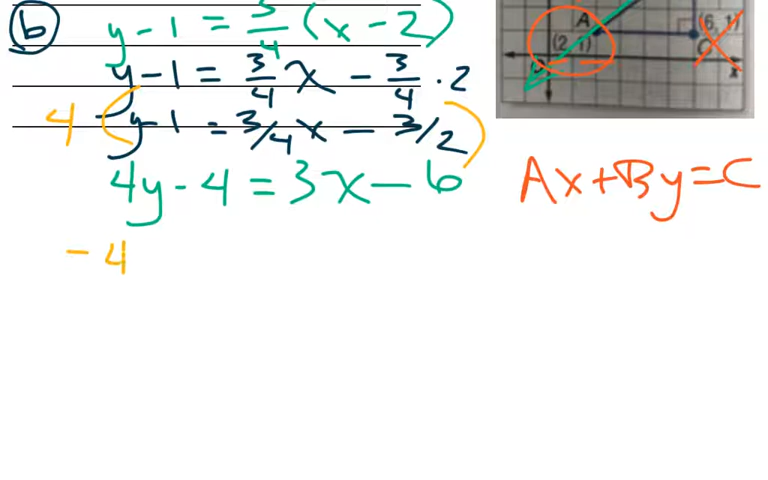 b y - 1 = 3/4 (x - 2)
y - 1 = 3/4 x - 3/4 · 2
4 ( y - 1 = 3/4 x - 3/2 )
4y - 4 = 3x - 6
- 4
A
(2, 1)
(6, 1)
C
x
Ax + By = C